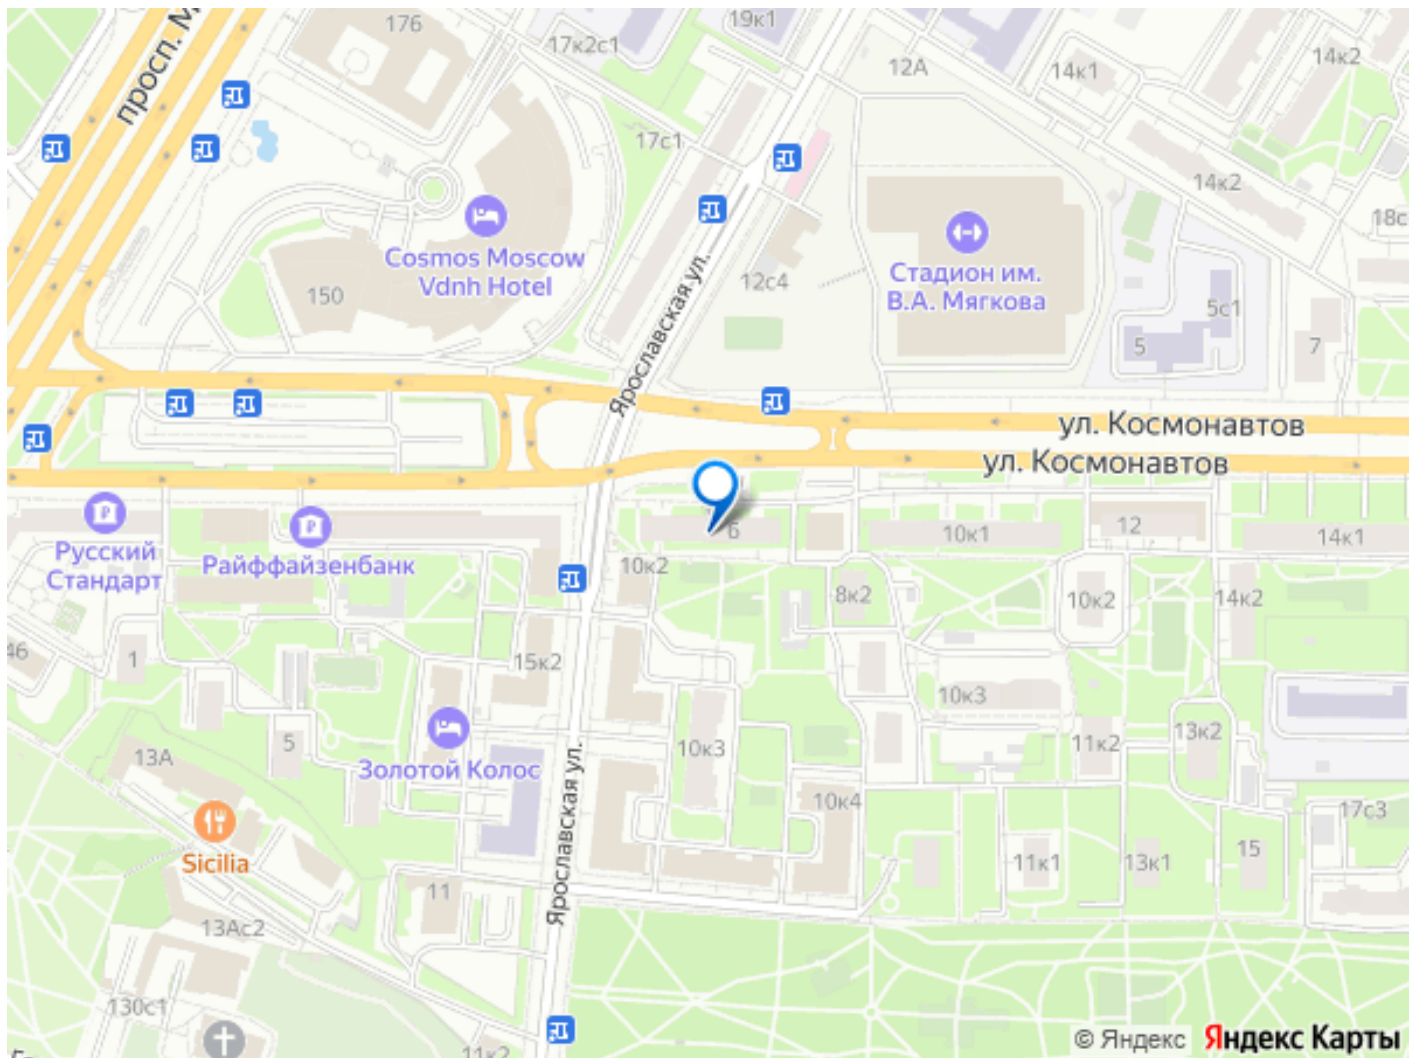 176
19к1
17к2с1
просп. М
12А
14к1
14к2
17с1
14к2
18с
Cosmos Moscow
Vdnh Hotel
150
12с4
Стадион им.
В.А. Мягкова
5с1
5
7
Ярославская ул.
ул. Космонавтов
ул. Космонавтов
Русский
Стандарт
Райффайзенбанк
10к2
6
10к1
12
14к1
8к2
10к2
14к2
46
1
15к2
10к3
5
13А
Золотой Колос
10к3
11к2
13к2
10к4
17с3
Sicilia
Ярославская ул.
11
11к1
13к1
15
13Ас2
130с1
11к2
© Яндекс Яндекс Карты